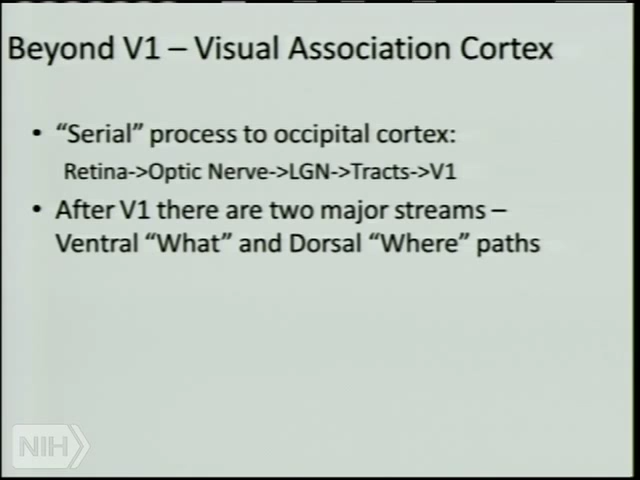 Beyond V1 – Visual Association Cortex
• “Serial” process to occipital cortex:
Retina->Optic Nerve->LGN->Tracts->V1
• After V1 there are two major streams –
Ventral “What” and Dorsal “Where” paths
NIH